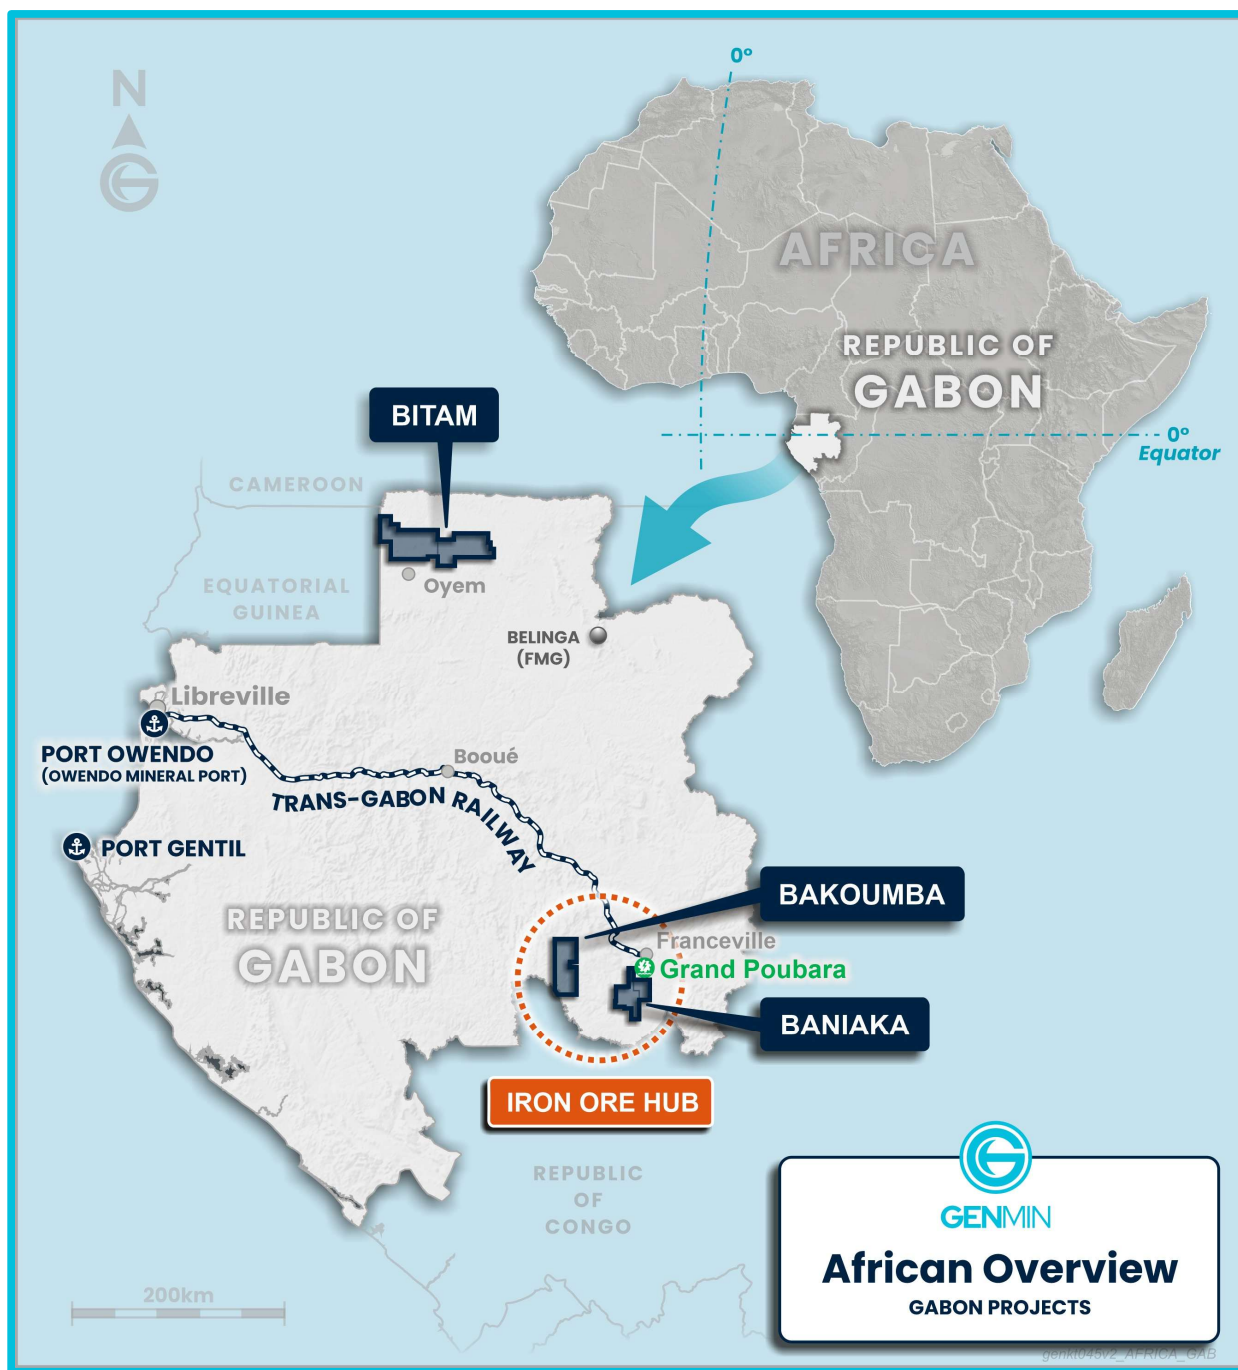 N
0°
AFRICA
REPUBLIC OF
GABON
0°
Equator
BITAM
CAMEROON
EQUATORIAL
GUINEA
Oyem
BELINGA
(FMG)
Libreville
PORT OWENDO
(OWENDO MINERAL PORT)
Booué
TRANS-GABON RAILWAY
PORT GENTIL
BAKOUMBA
REPUBLIC OF
GABON
Franceville
Grand Poubara
BANIAKA
IRON ORE HUB
REPUBLIC
OF
CONGO
200km
GENMIN
African Overview
GABON PROJECTS
genkt045v2_AFRICA_GAB